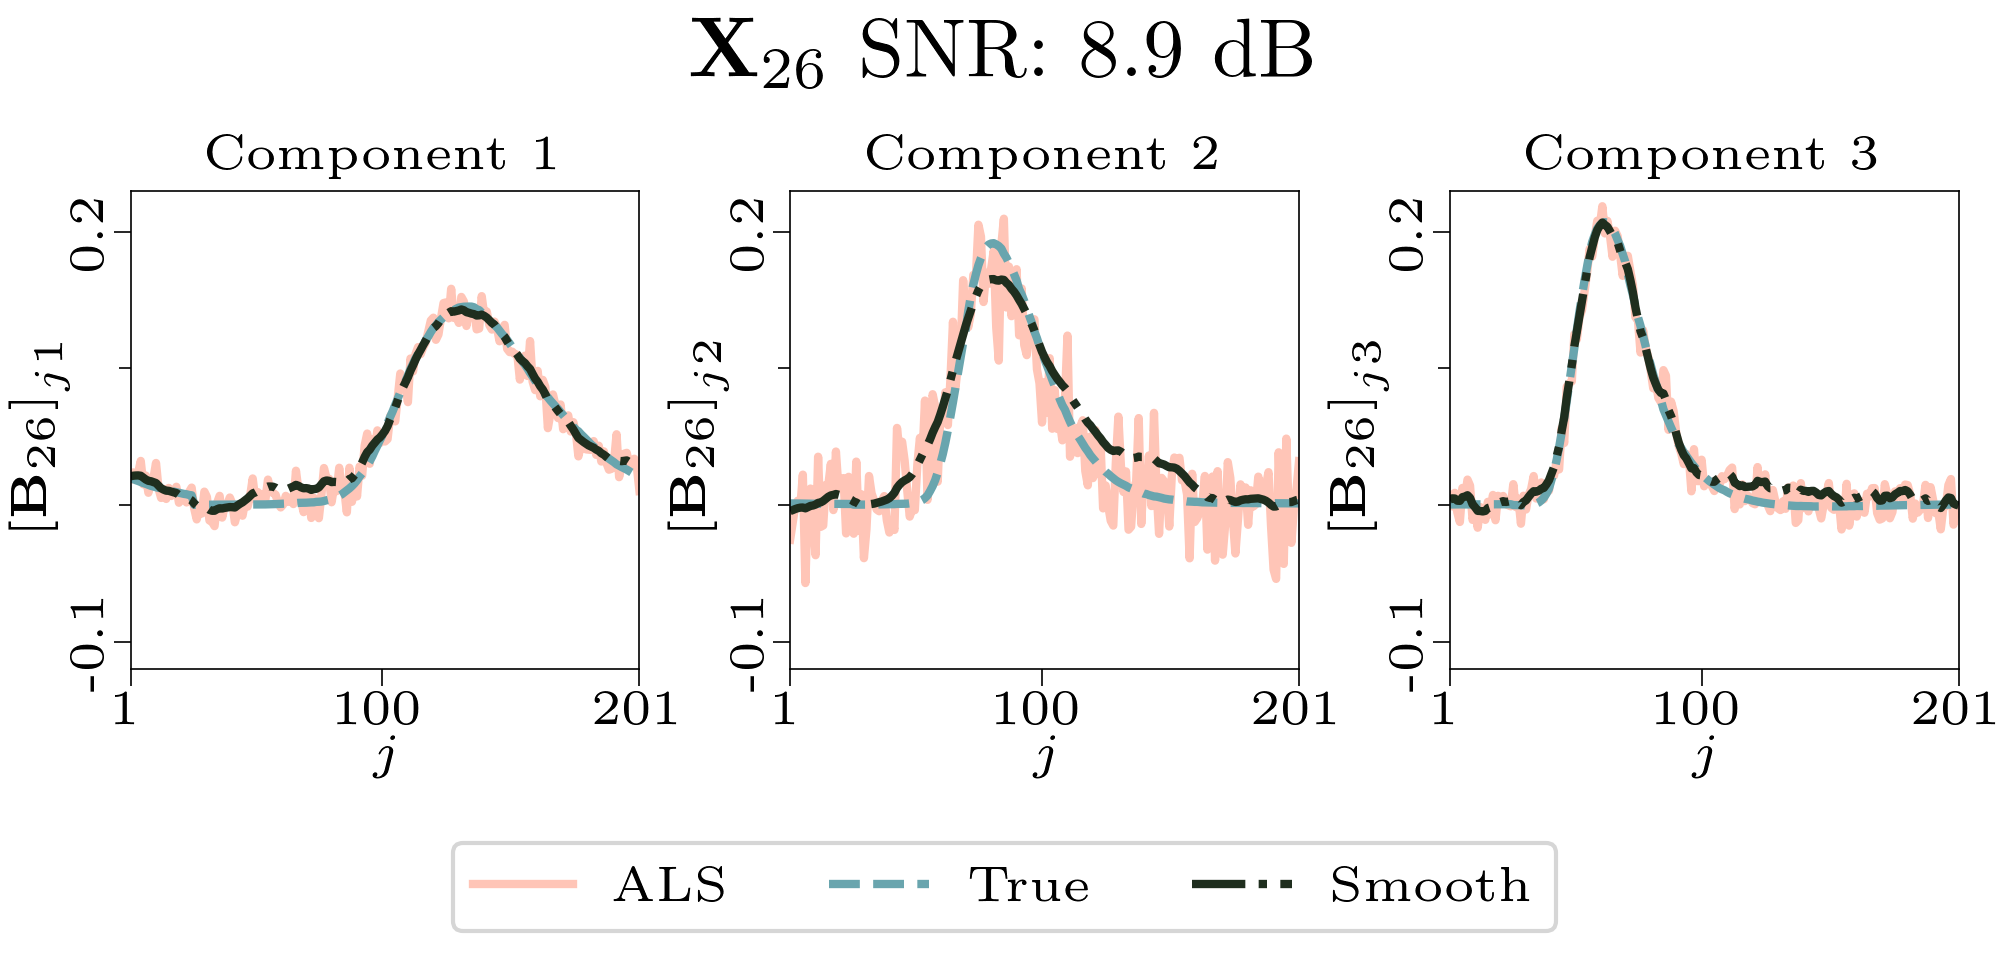 X26 SNR: 8.9 dB
Component 1
Component 2
Component 3
[B26]j1
0.2
-0.1
1
100
201
j
[B26]j2
0.2
-0.1
1
100
201
j
[B26]j3
0.2
-0.1
1
100
201
j
ALS
True
Smooth